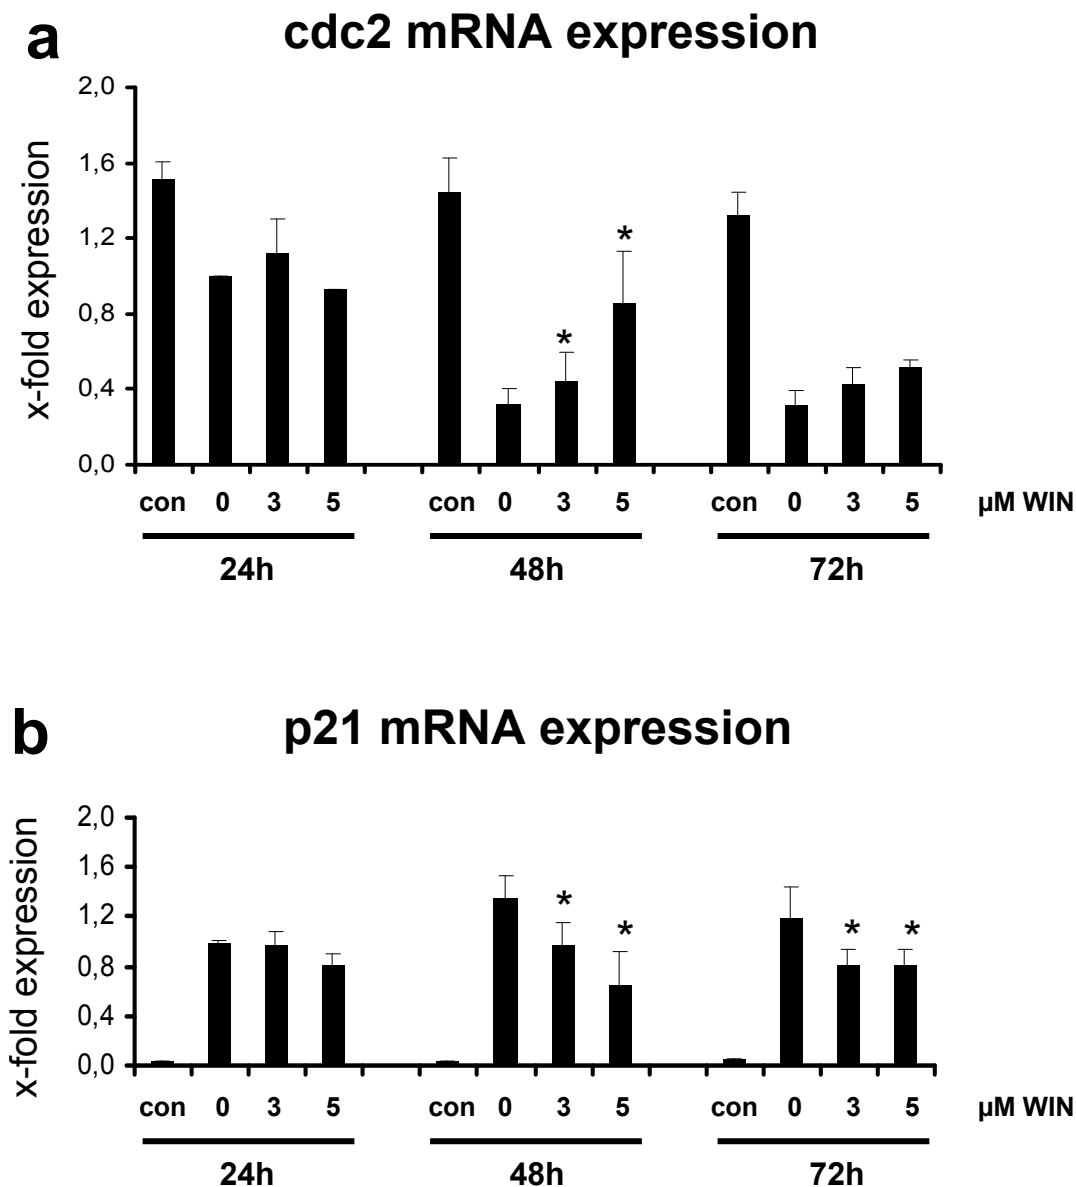 a
cdc2 mRNA expression
x-fold expression
2,0
1,6
1,2
0,8
0,4
0,0
*
*
con 0 3 5 con 0 3 5 con 0 3 5 µM WIN
24h 48h 72h
b
p21 mRNA expression
x-fold expression
2,0
1,6
1,2
0,8
0,4
0,0
* * * *
con 0 3 5 con 0 3 5 con 0 3 5 µM WIN
24h 48h 72h